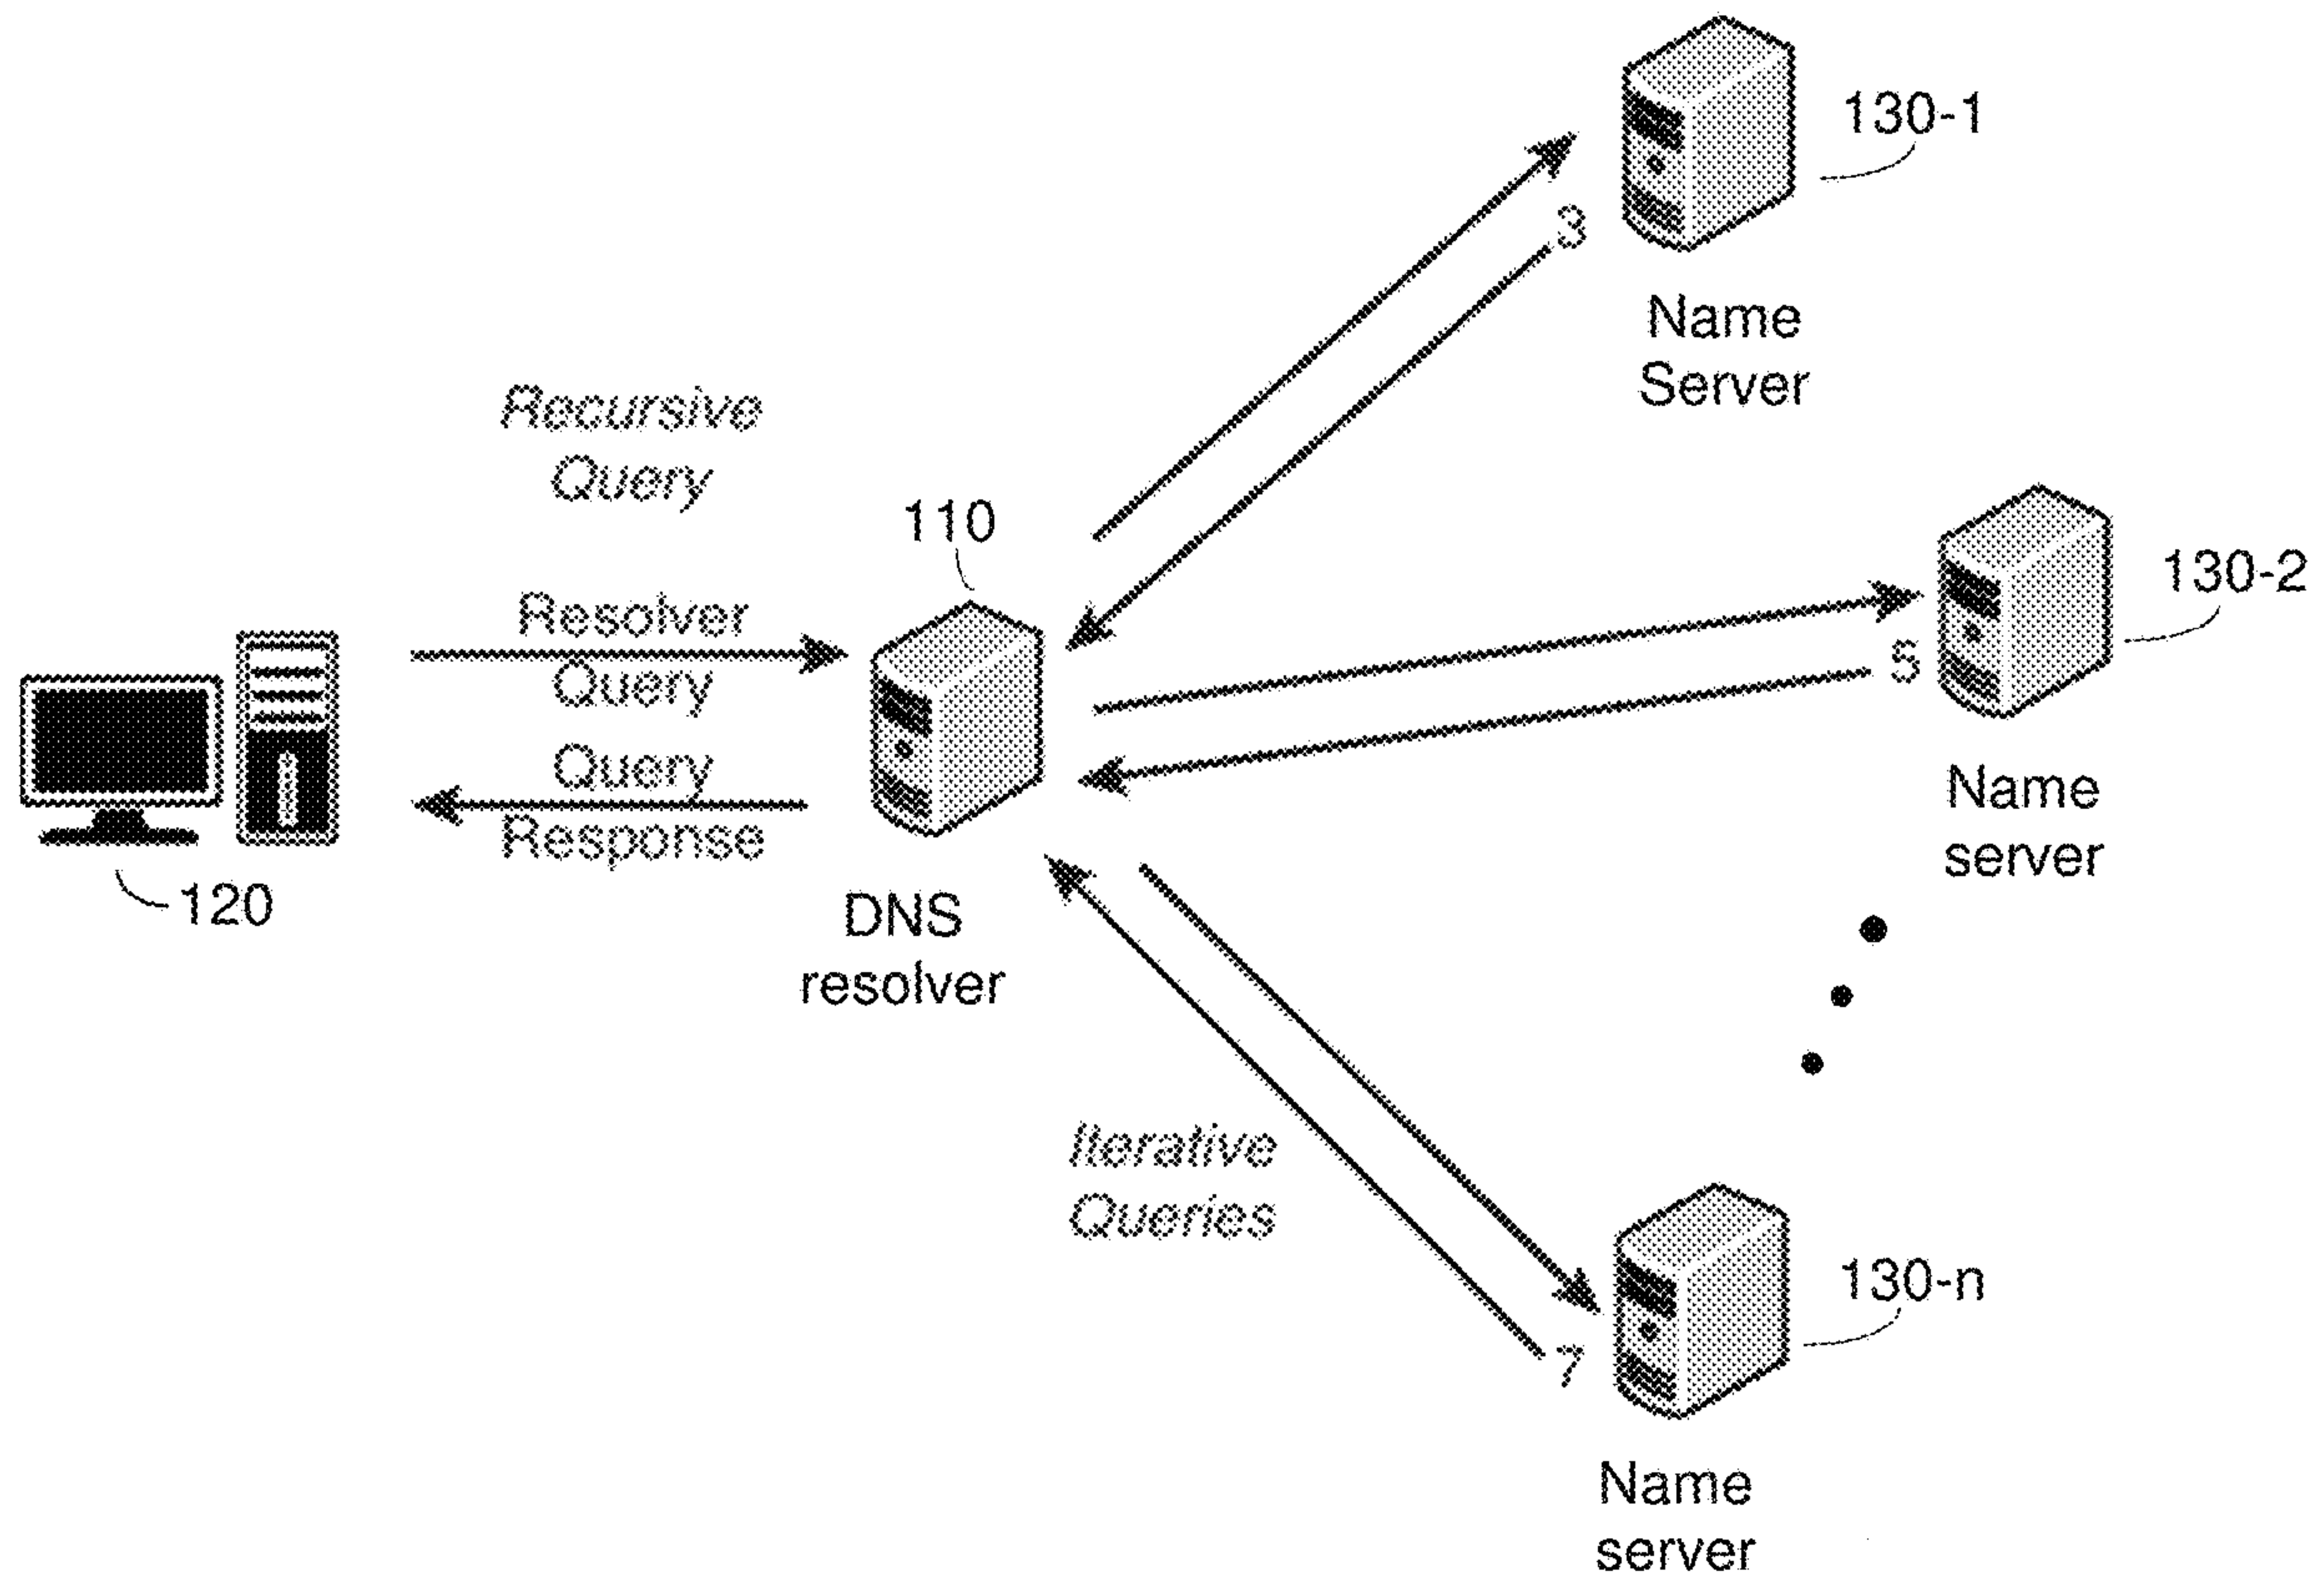 130-1
3
Name
Server
Recursive
Query
110
130-2
Resolver
Query
5
Query
Response
Name
server
120
DNS
resolver
Iterative
Queries
130-n
7
Name
server